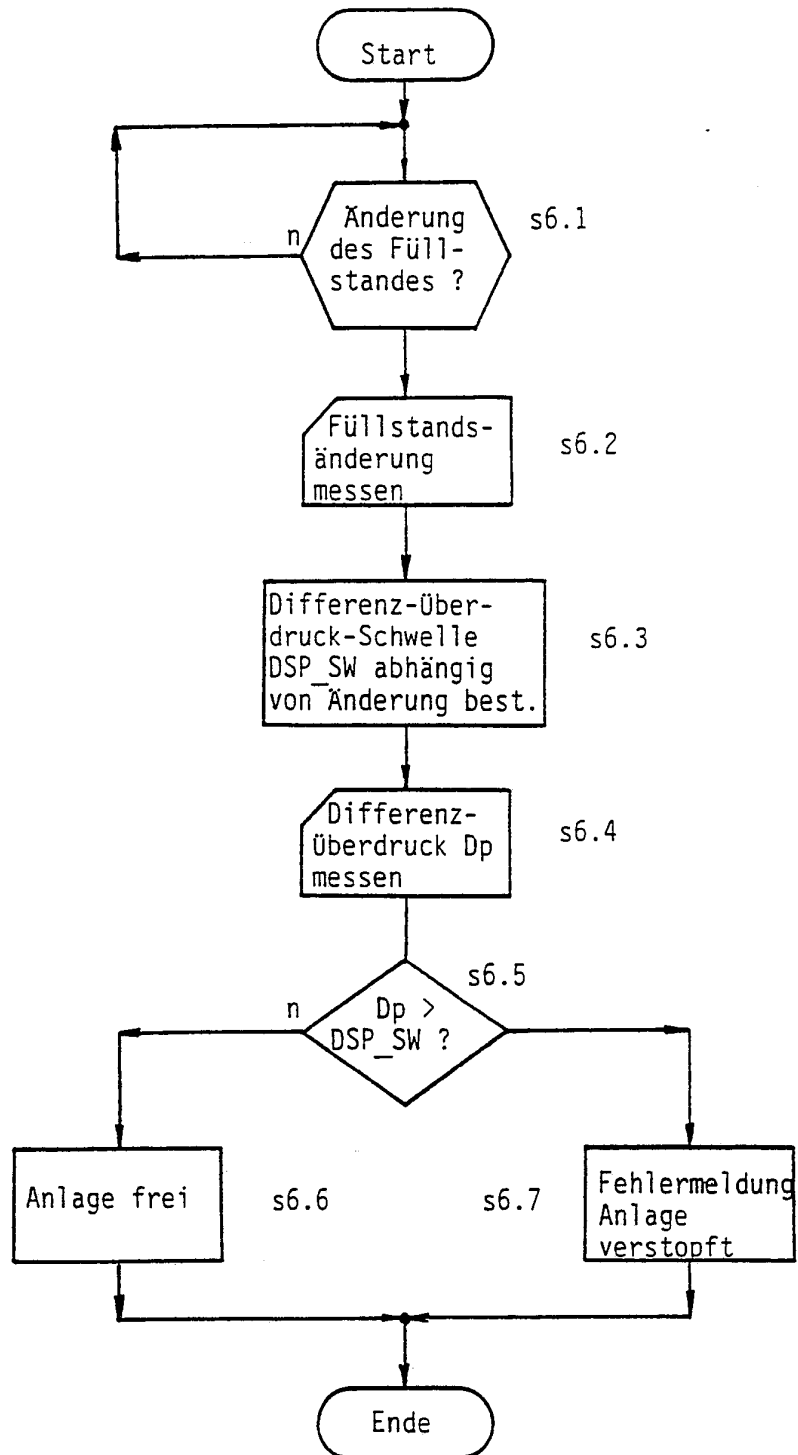 Start
Änderung
des Füll-
standes ?
s6.1
n
Füllstands-
änderung
messen
s6.2
Differenz-Über-
druck-Schwelle
DSP_SW abhängig
von Änderung best.
s6.3
Differenz-
Überdruck Dp
messen
s6.4
s6.5
n
Dp >
DSP_SW ?
Anlage frei
s6.6
s6.7
Fehlermeldung
Anlage
verstopft
Ende